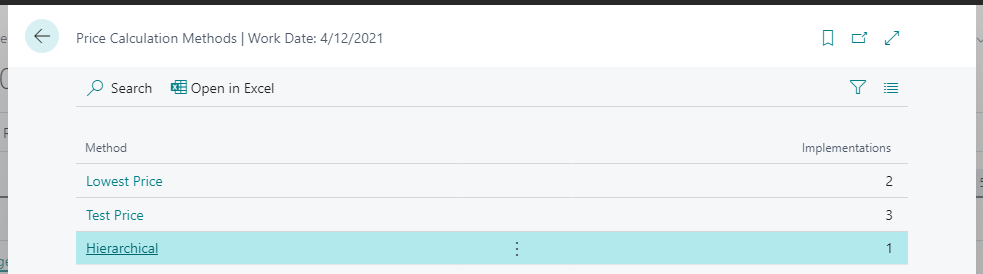 Price Calculation Methods | Work Date: 4/12/2021
Search Open in Excel
Method Implementations
Lowest Price 2
Test Price 3
Hierarchical 1